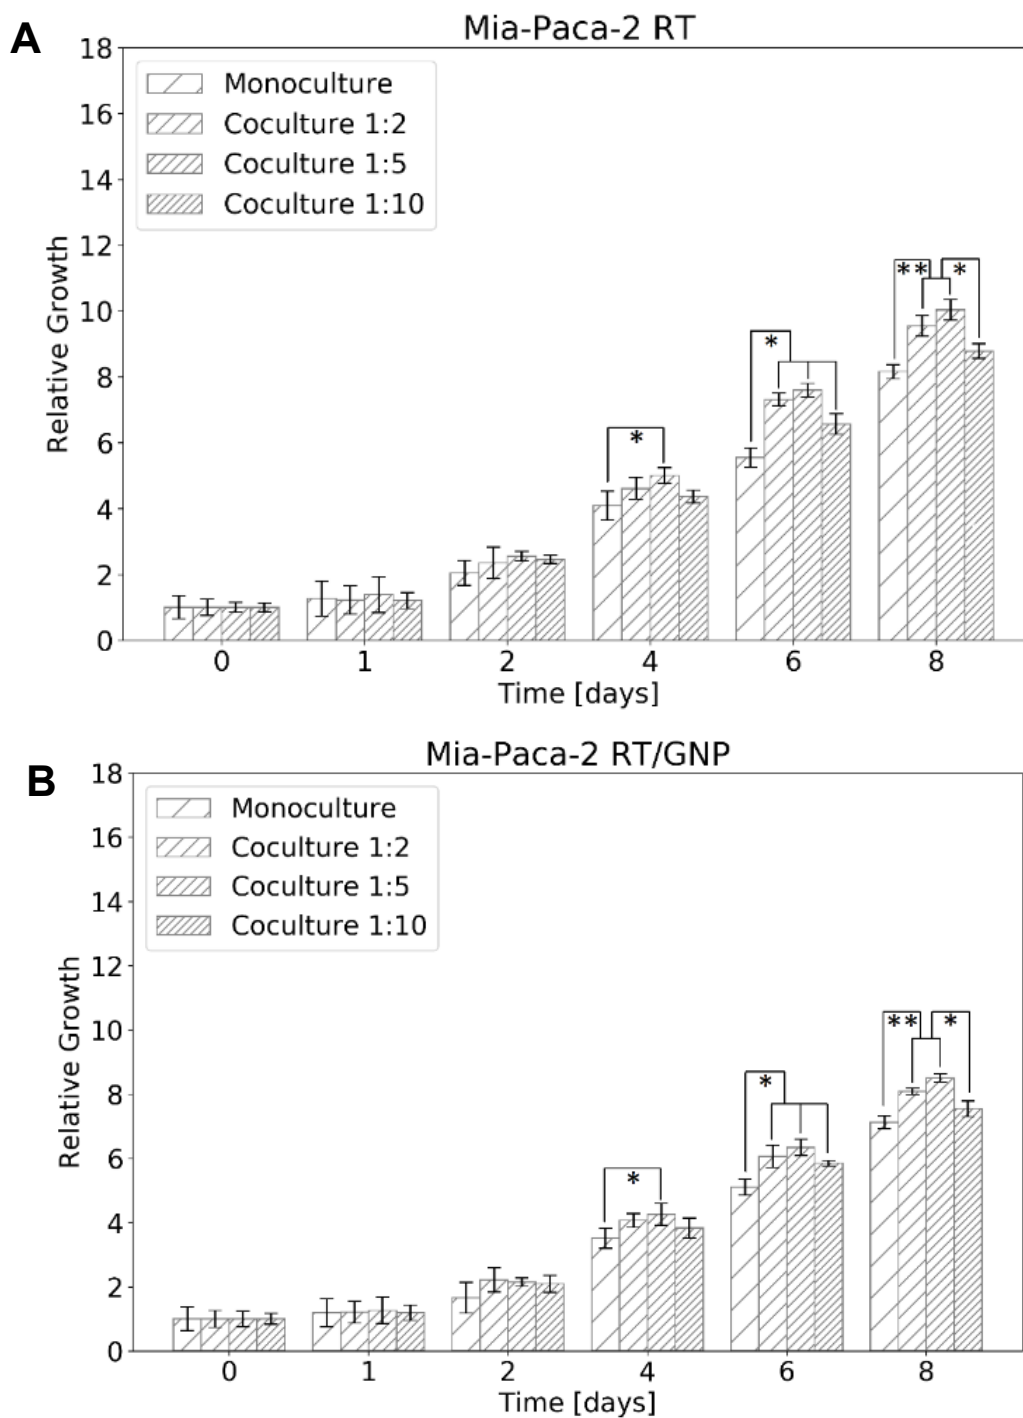 A
Mia-Paca-2 RT
18
16
14
12
10
8
6
4
2
0
Relative Growth
Monoculture
Coculture 1:2
Coculture 1:5
Coculture 1:10
*
*
** *
0 1 2 4 6 8
Time [days]
B
Mia-Paca-2 RT/GNP
18
16
14
12
10
8
6
4
2
0
Relative Growth
Monoculture
Coculture 1:2
Coculture 1:5
Coculture 1:10
*
*
** *
0 1 2 4 6 8
Time [days]